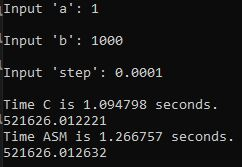 Input 'a': 1
Input 'b': 1000
Input 'step': 0.0001
Time C is 1.094798 seconds.
521626.012221
Time ASM is 1.266757 seconds.
521626.012632